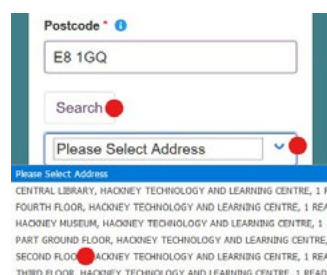 Postcode *
E8 1GQ
Search
Please Select Address
Please Select Address
CENTRAL LIBRARY, HACKNEY TECHNOLOGY AND LEARNING CENTRE, 1
FOURTH FLOOR, HACKNEY TECHNOLOGY AND LEARNING CENTRE, 1 REA
HACKNEY MUSEUM, HACKNEY TECHNOLOGY AND LEARNING CENTRE, 1
PART GROUND FLOOR, HACKNEY TECHNOLOGY AND LEARNING CENTRE,
SECOND HACKNEY TECHNOLOGY AND LEARNING CENTRE, 1 REA
THIRD FLOOR, HACKNEY TECHNOLOGY AND LEARNING CENTRE, 1 REA